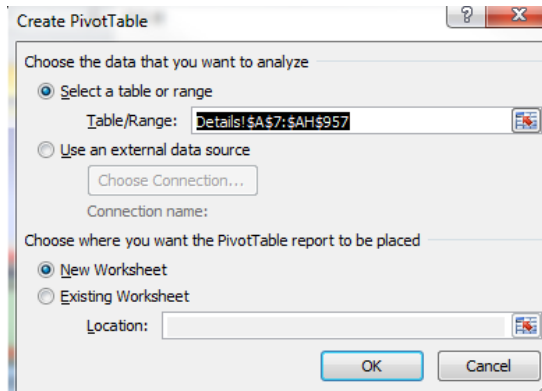 Create PivotTable
Choose the data that you want to analyze
Select a table or range
Table/Range: Details!$A$7:$AH$957
Use an external data source
Choose Connection...
Connection name:
Choose where you want the PivotTable report to be placed
New Worksheet
Existing Worksheet
Location:
OK Cancel